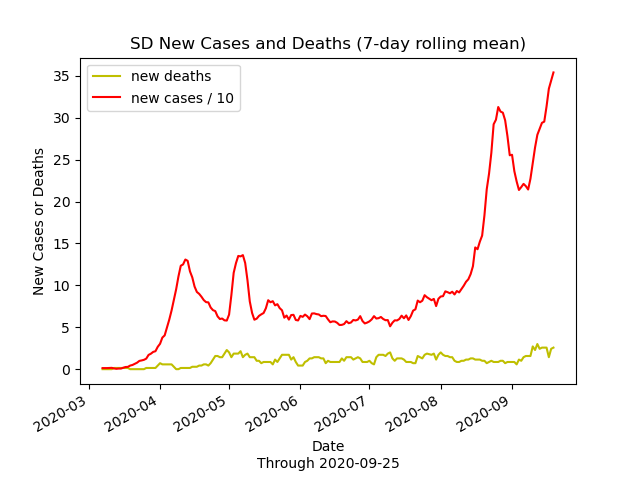 SD New Cases and Deaths (7-day rolling mean)
new deaths
new cases / 10
35
30
25
20
15
10
5
0
New Cases or Deaths
2020-03
2020-04
2020-05
2020-06
2020-07
2020-08
2020-09
Date
Through 2020-09-25